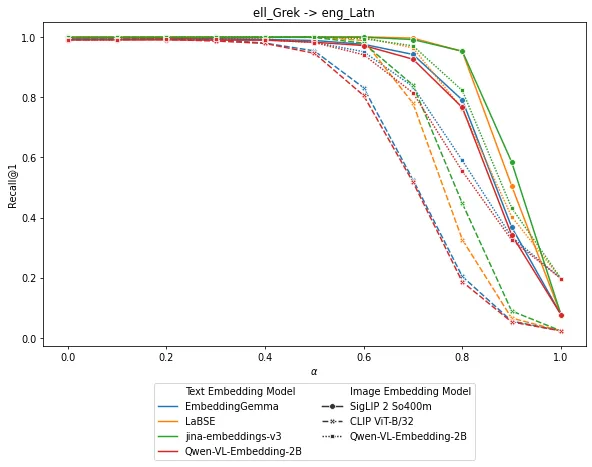 ell_Grek -> eng_Latn
1.0
0.8
0.6
0.4
0.2
0.0
Recall@1
0.0 0.2 0.4 0.6 0.8 1.0
α
Text Embedding Model
EmbeddingGemma
LaBSE
jina-embeddings-v3
Qwen-VL-Embedding-2B
Image Embedding Model
SigLIP 2 So400m
CLIP ViT-B/32
Qwen-VL-Embedding-2B